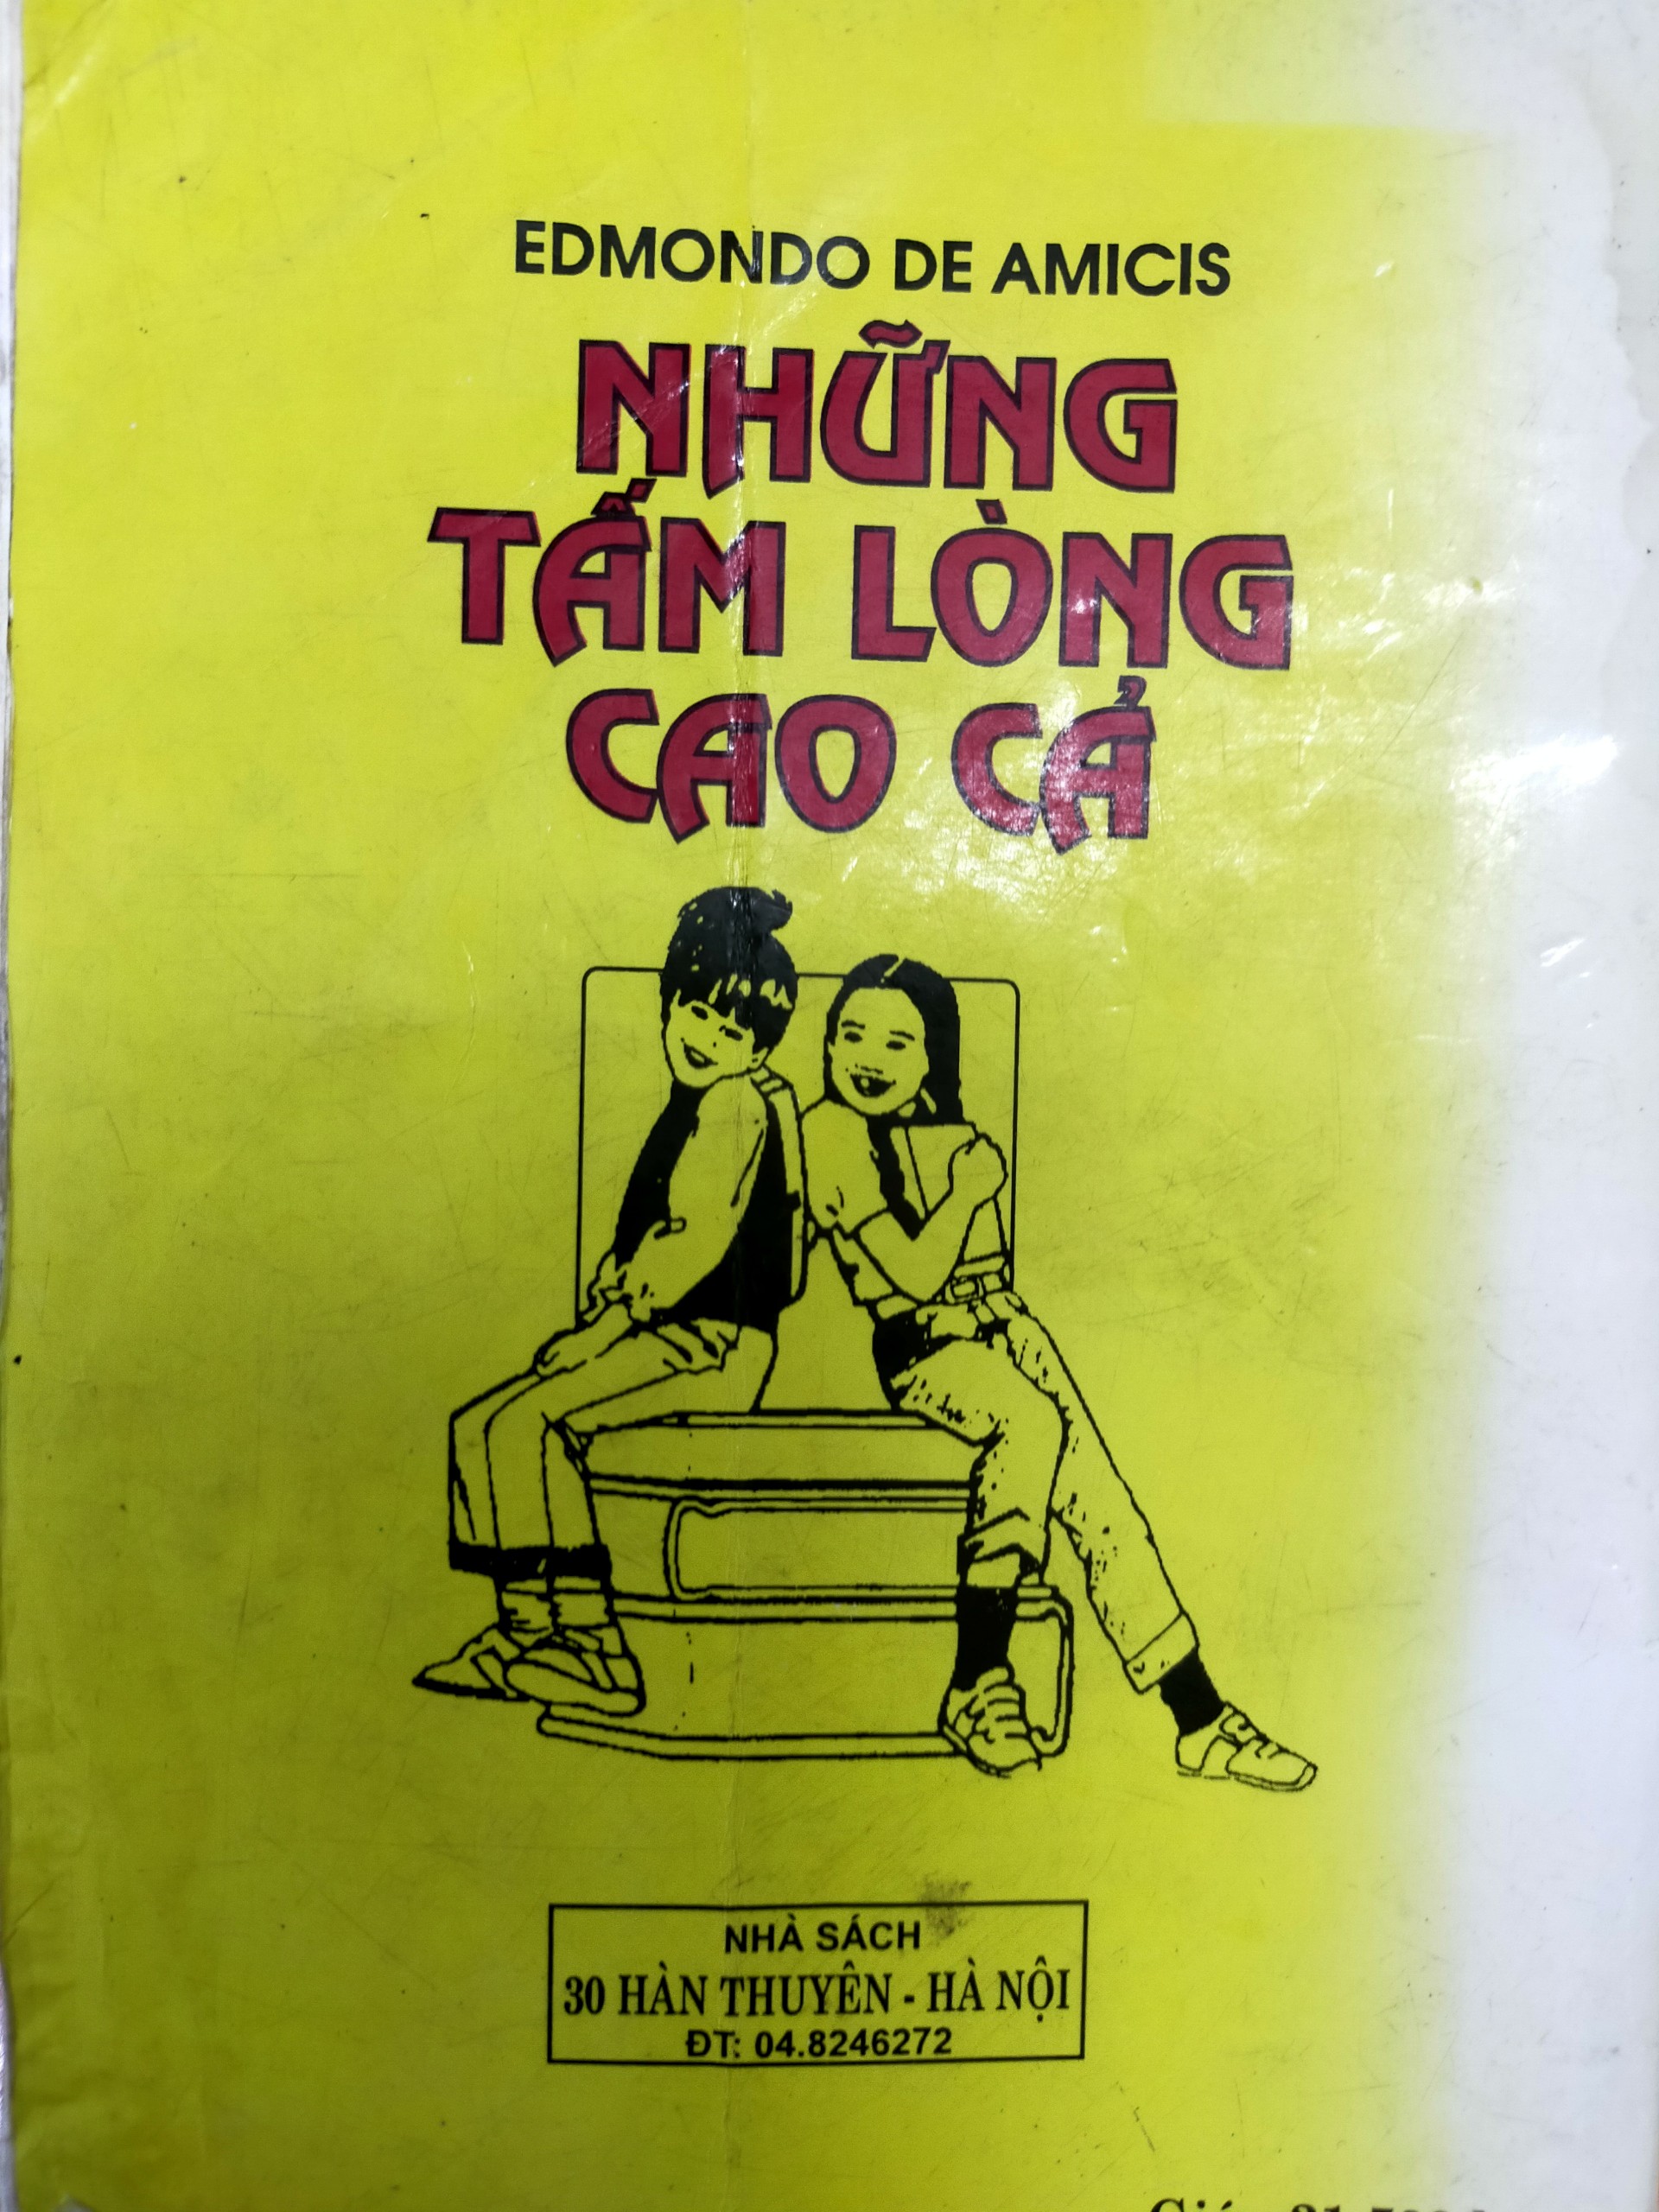 EDMONDO DE AMICIS
NHỮNG
TẤM LÒNG
CAO CẢ
NHÀ SÁCH
30 HÀN THUYÊN - HÀ NỘI
ĐT: 04.8246272